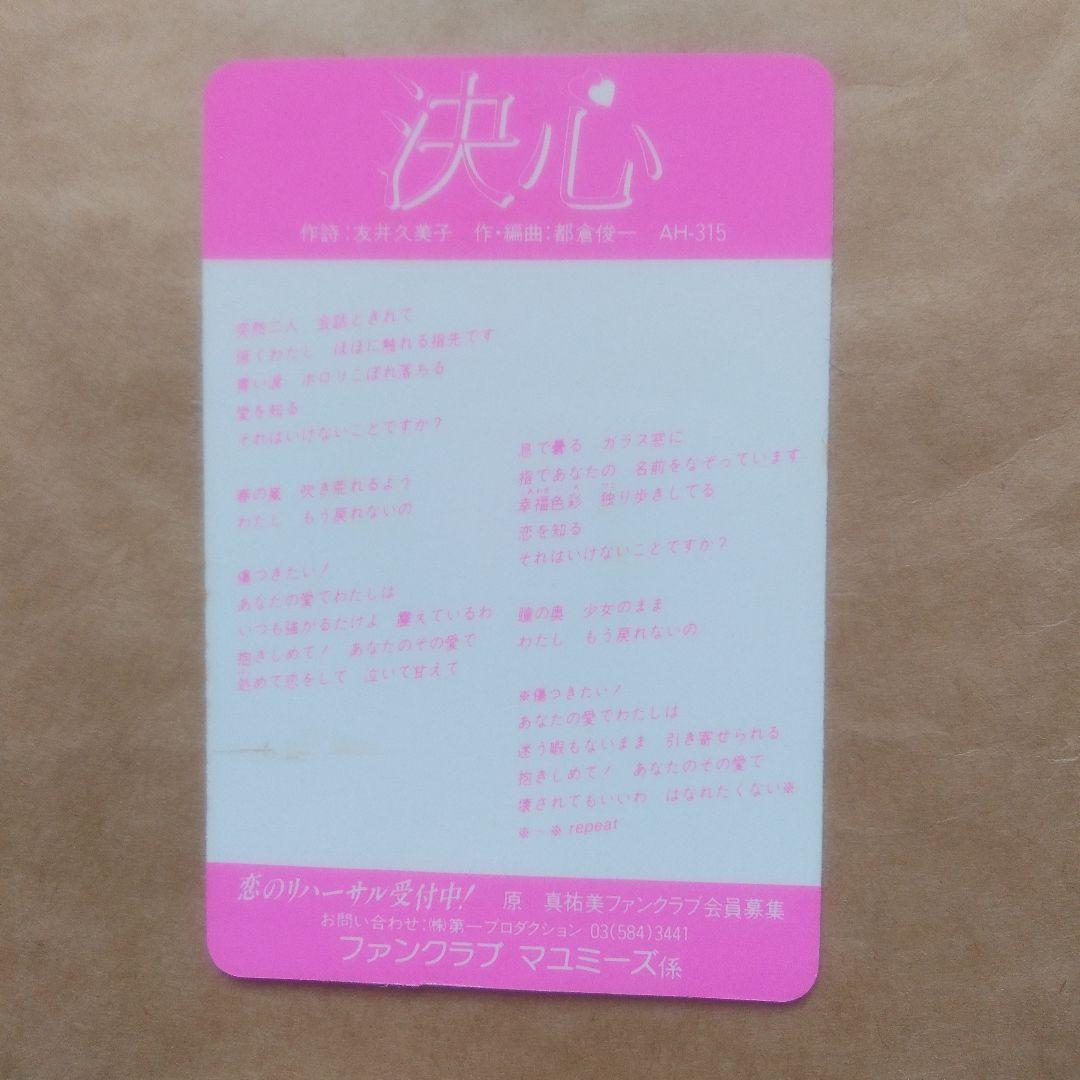 決心
作詩:友井久美子 作・編曲:都倉俊一 AH-315
突然二人 会話とぎれて
俯くわたし ほほに触れる指先です
青い涙 ホロリこぼれ落ちる
愛を知る
それはいけないことですか?
春の嵐 吹き荒れるよう
わたし もう戻れないの
傷つきたい!
あなたの愛でわたしは
いつも強がるだけよ 震えているわ
抱きしめて! あなたのその愛で
始めて恋をして 泣いて甘えて
息で曇る ガラス窓に
指であなたの 名前をなぞっています
幸福色彩 独り歩きしてる
恋を知る
それはいけないことですか?
瞳の奥 少女のまま
わたし もう戻れないの
※傷つきたい!
あなたの愛でわたしは
迷う暇もないまま 引き寄せられる
抱きしめて! あなたのその愛で
壊されてもいいわ はなれたくない※
※~※ repeat
恋のリハーサル受付中! 原 真祐美ファンクラブ会員募集
お問い合わせ:㈱第一プロダクション 03(584)3441
ファンクラブ マユミーズ係